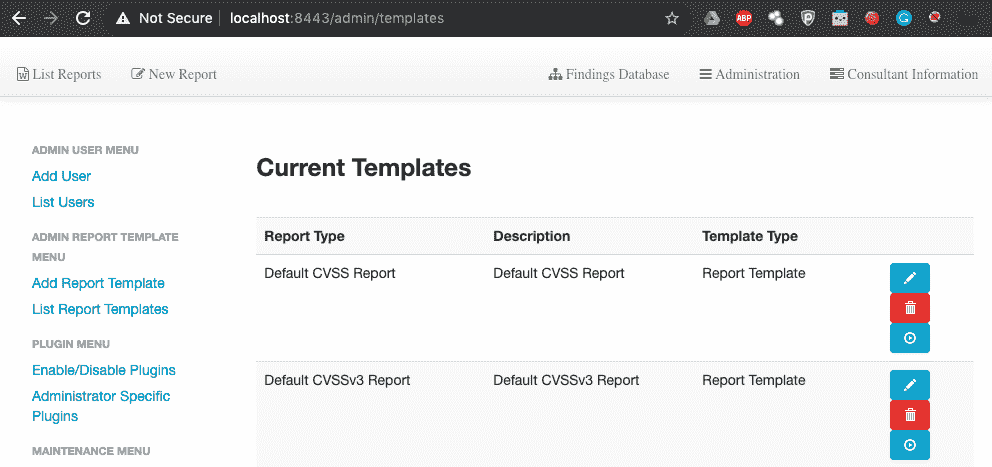 Not Secure localhost:8443/admin/templates
ABP
List Reports New Report Findings Database Administration Consultant Information
ADMIN USER MENU
Add User
List Users
ADMIN REPORT TEMPLATE
MENU
Add Report Template
List Report Templates
PLUGIN MENU
Enable/Disable Plugins
Administrator Specific
Plugins
MAINTENANCE MENU
Current Templates
Report Type Description Template Type
Default CVSS Report Default CVSS Report Report Template
Default CVSSv3 Report Default CVSSv3 Report Report Template